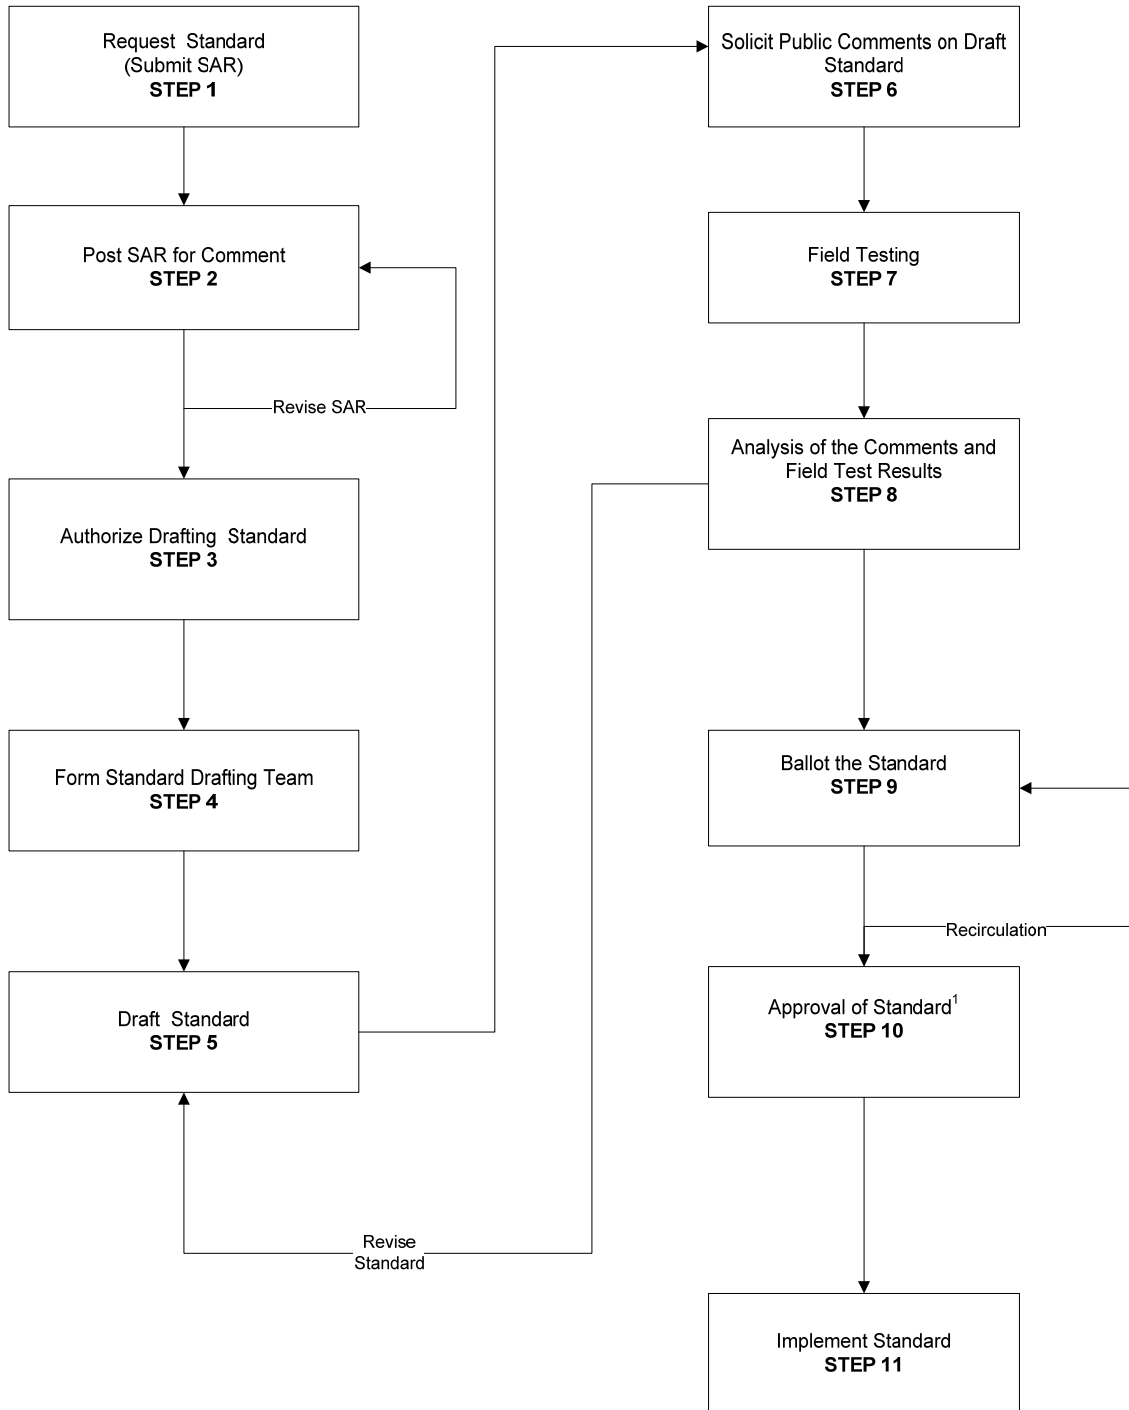 Request Standard
(Submit SAR)
STEP 1
Post SAR for Comment
STEP 2
Revise SAR
Authorize Drafting Standard
STEP 3
Form Standard Drafting Team
STEP 4
Draft Standard
STEP 5
Revise
Standard
Solicit Public Comments on Draft
Standard
STEP 6
Field Testing
STEP 7
Analysis of the Comments and
Field Test Results
STEP 8
Ballot the Standard
STEP 9
Recirculation
Approval of Standard¹
STEP 10
Implement Standard
STEP 11